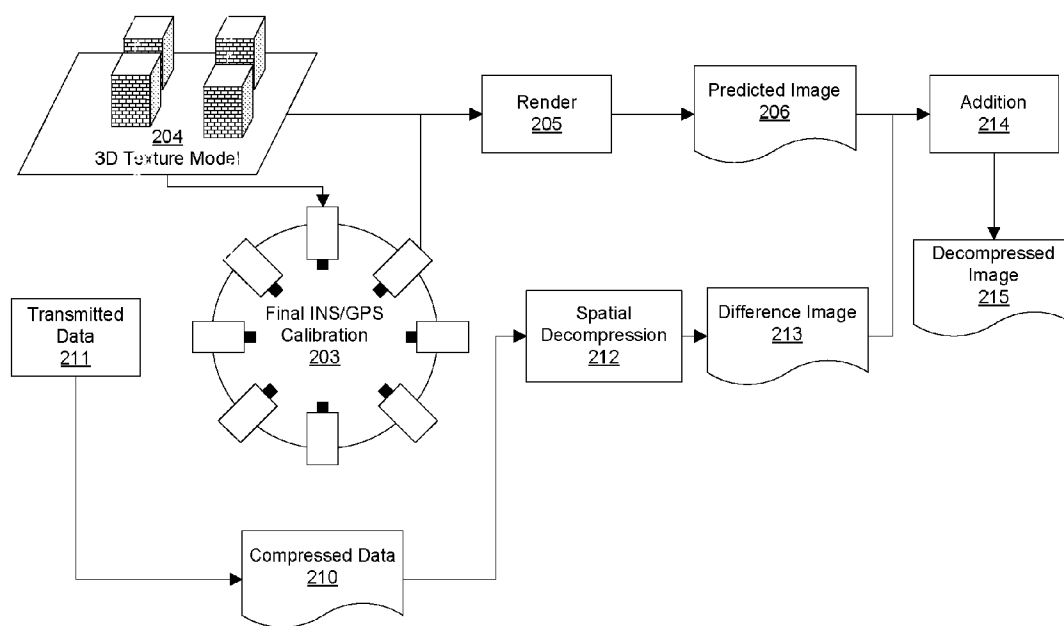 204
3D Texture Model
Render
205
Predicted Image
206
Addition
214
Decompressed
Image
215
Final INS/GPS
Calibration
203
Transmitted
Data
211
Spatial
Decompression
212
Difference Image
213
Compressed Data
210